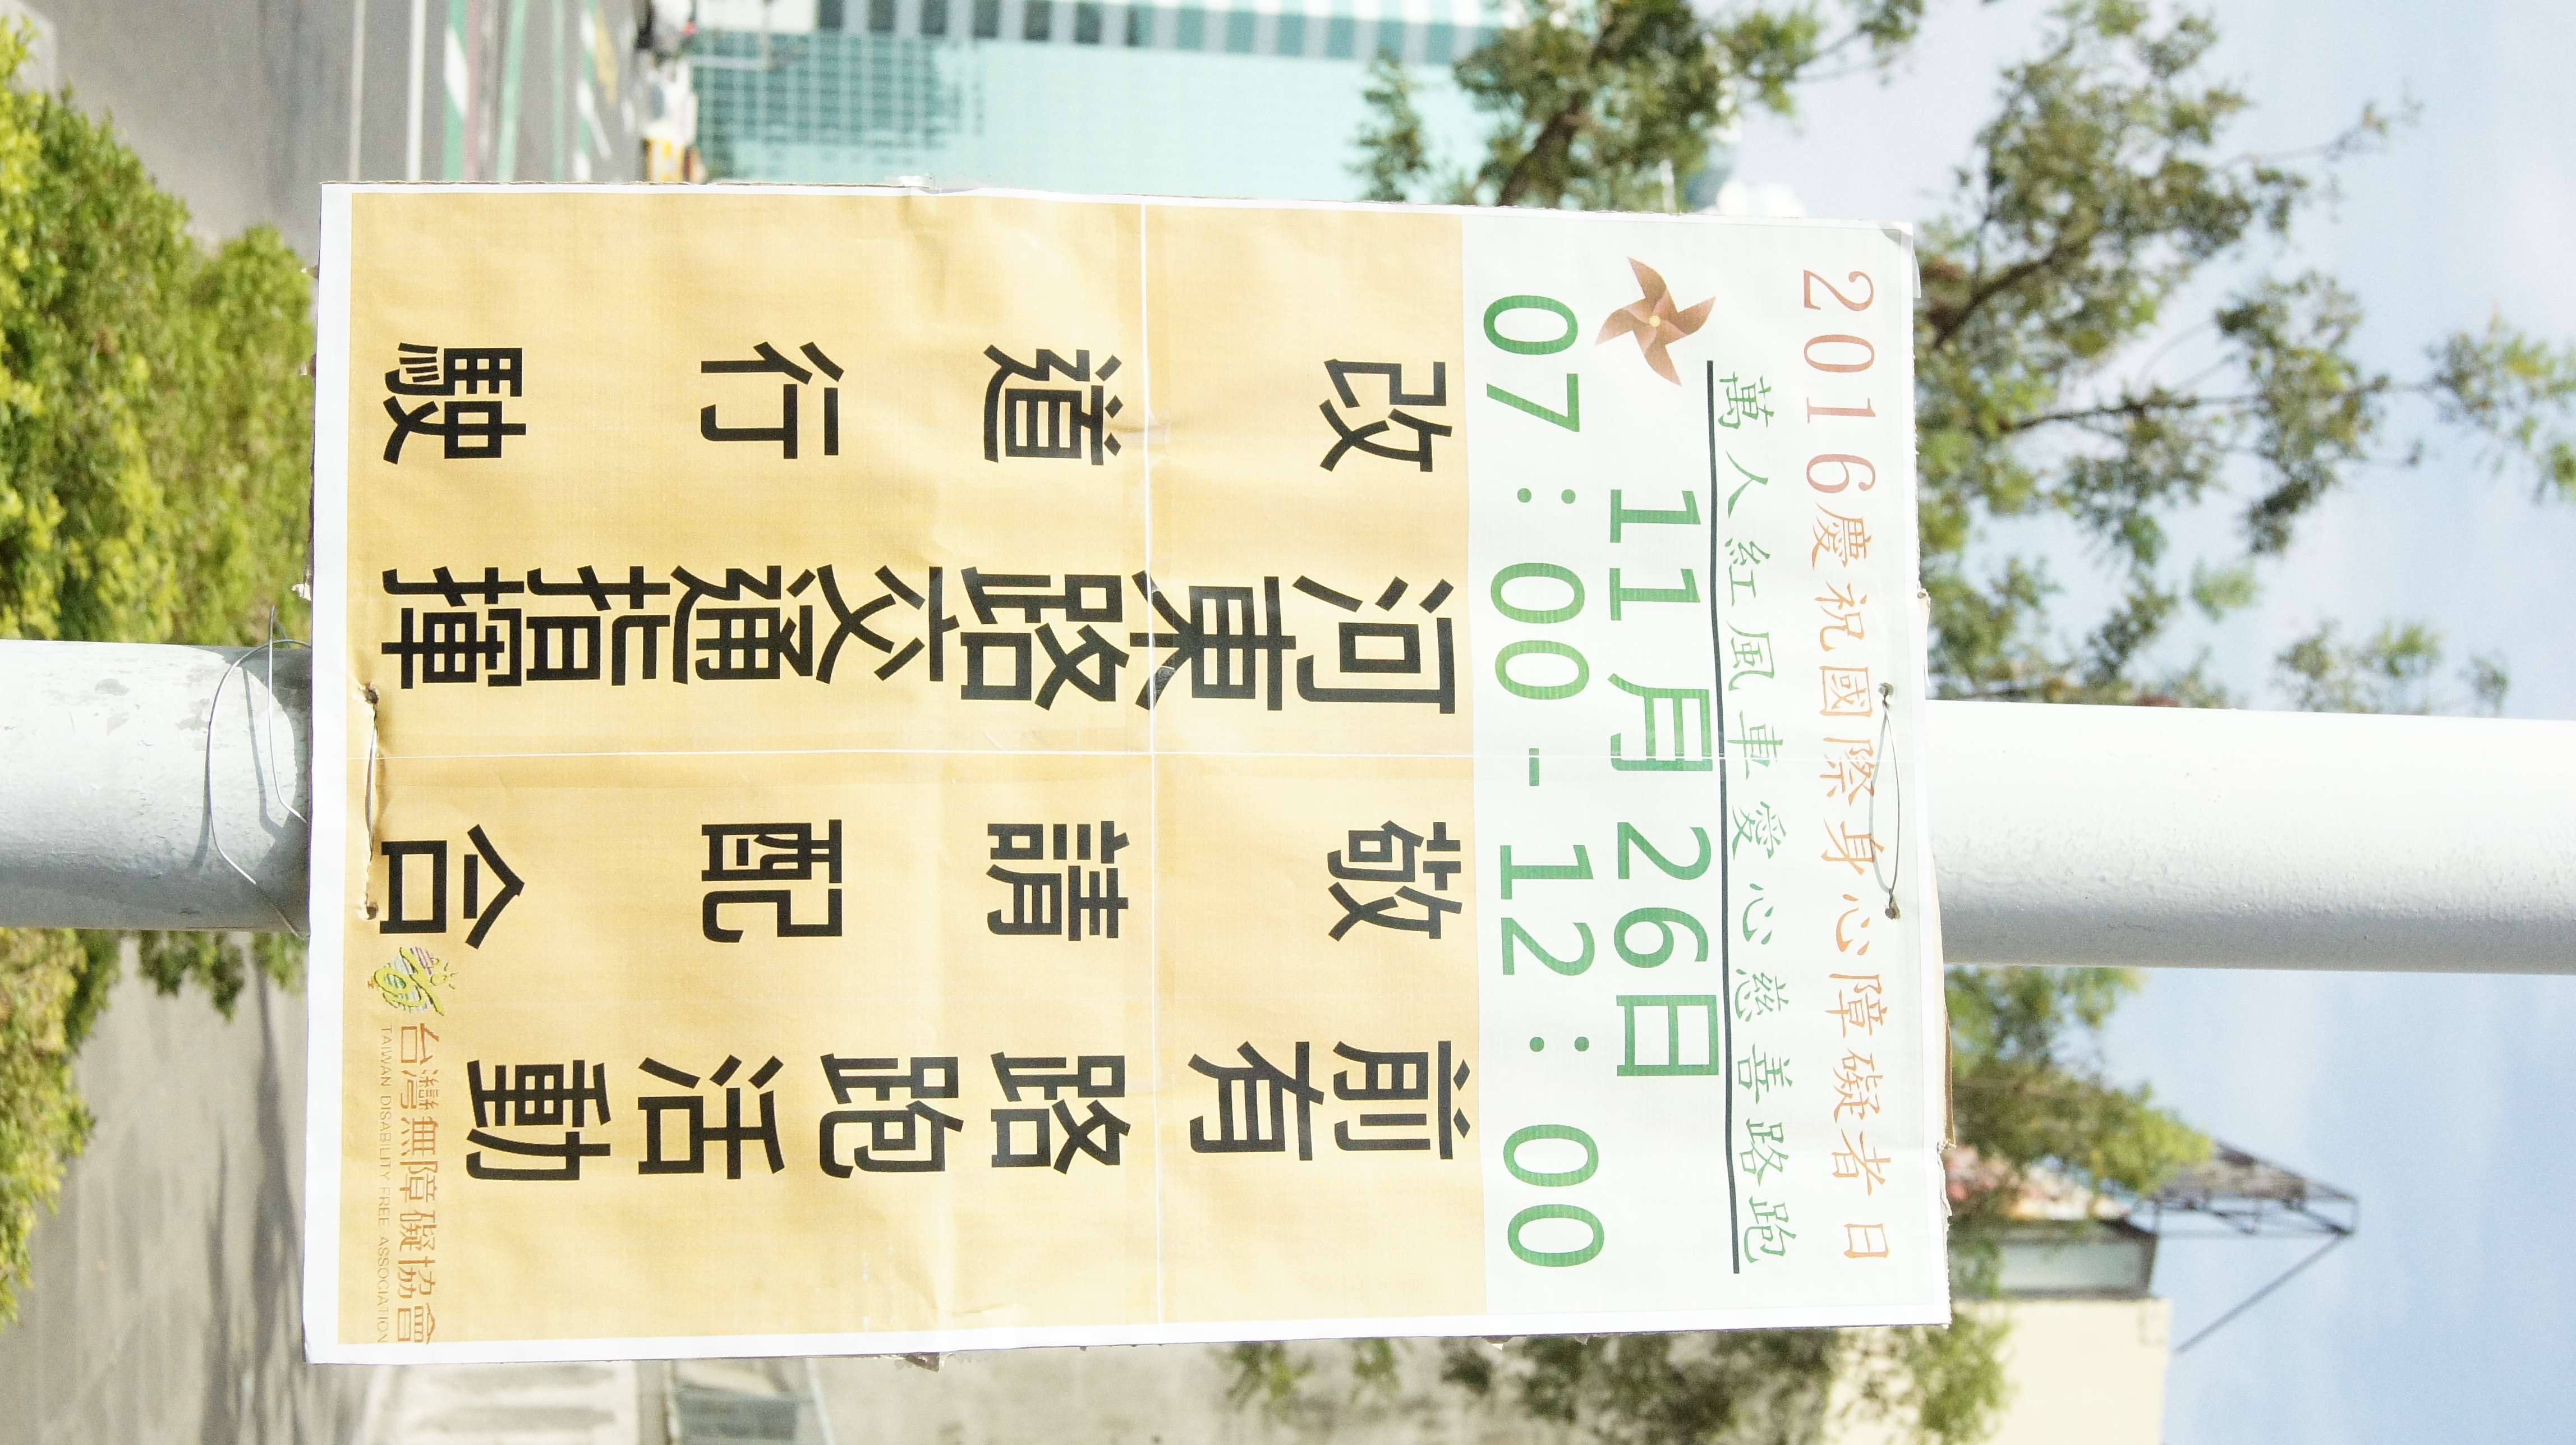 2016慶祝國際身心障礙者日
萬人紅風車愛心慈善路跑
11月26日
07:00-12:00
前有路跑活動
敬請配合
河東路交通指揮
改道行駛
台灣無障礙協會
TAIWAN DISABILITY FREE ASSOCIATION